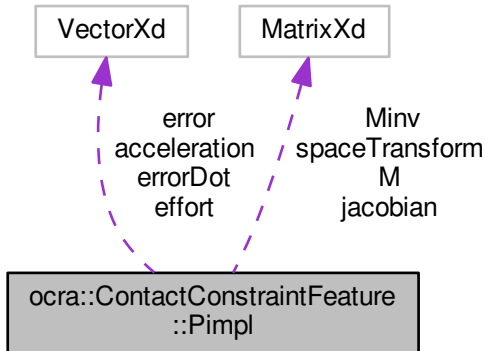 VectorXd
MatrixXd
error
acceleration
errorDot
effort
Minv
spaceTransform
M
jacobian
ocra::ContactConstraintFeature
::Pimpl